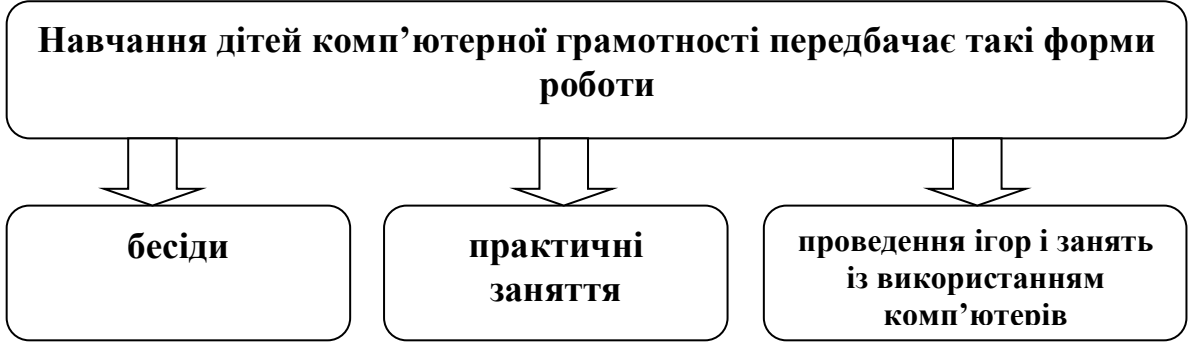 Навчання дітей комп’ютерної грамотності передбачає такі форми
роботи
бесіди
практичні
заняття
проведення ігор і занять
із використанням
комп’ютерів